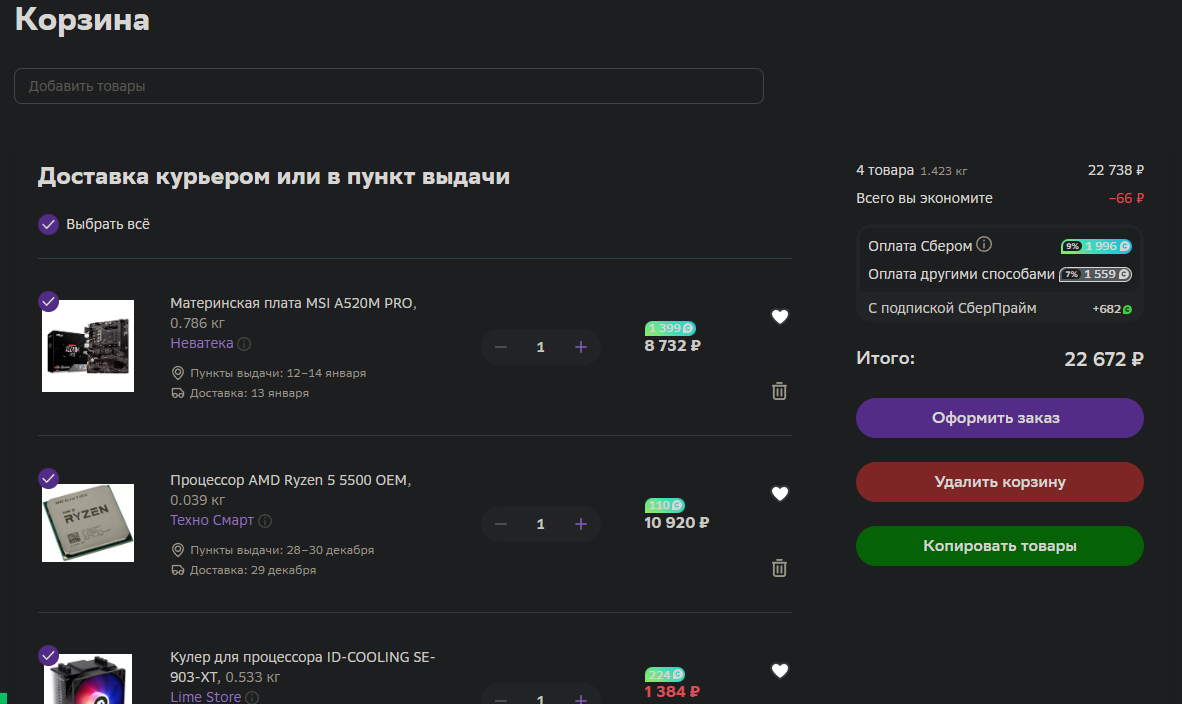 Корзина
Добавить товары
Доставка курьером или в пункт выдачи
Выбрать всё
Материнская плата MSI A520M PRO,
0.786 кг
Неватека
Пункты выдачи: 12–14 января
Доставка: 13 января
1
1 399
8 732 ₽
Процессор AMD Ryzen 5 5500 OEM,
0.039 кг
Техно Смарт
Пункты выдачи: 28–30 декабря
Доставка: 29 декабря
RYZEN
1
110
10 920 ₽
Кулер для процессора ID-COOLING SE-
903-XT, 0.533 кг
Lime Store
1
224
1 384 ₽
4 товара 1.423 кг 22 738 ₽
Всего вы экономите –66 ₽
Оплата Сбером 9% 1 996
Оплата другими способами 7% 1 559
С подпиской СберПрайм +682
Итого: 22 672 ₽
Оформить заказ
Удалить корзину
Копировать товары